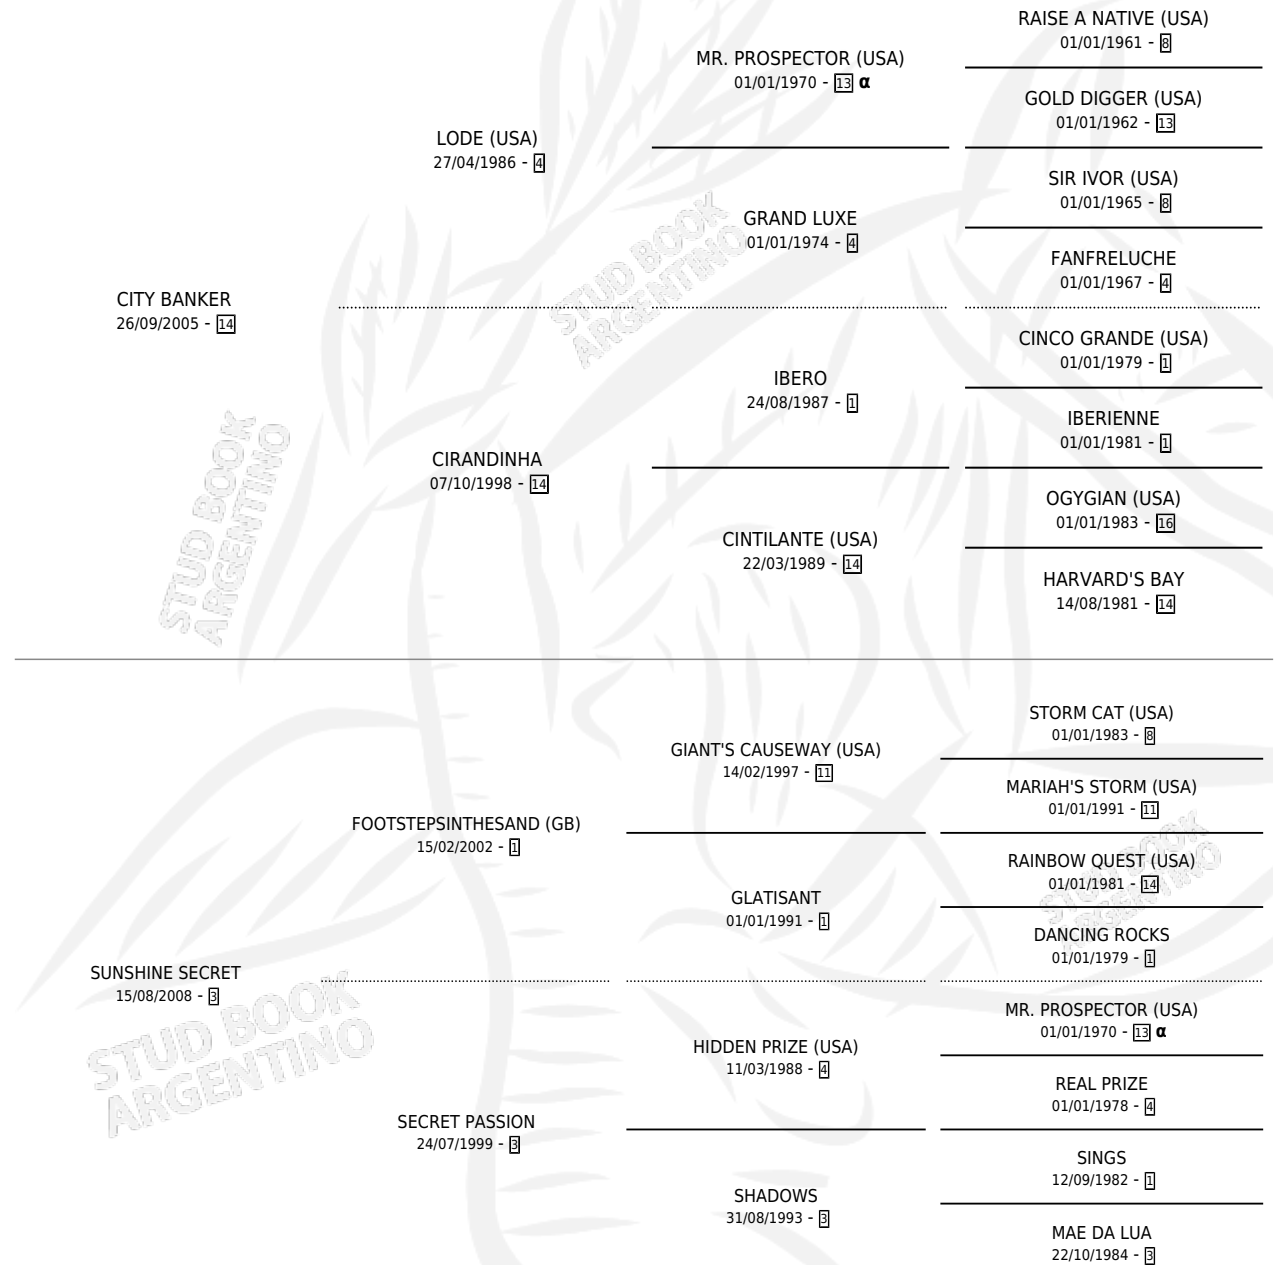 RAISE A NATIVE (USA)
01/01/1961 - 8
MR. PROSPECTOR (USA)
01/01/1970 - 13 α
GOLD DIGGER (USA)
01/01/1962 - 13
LODE (USA)
27/04/1986 - 4
SIR IVOR (USA)
01/01/1965 - 8
GRAND LUXE
01/01/1974 - 4
FANFRELUCHE
01/01/1967 - 4
STUD BOOK
ARGENTINO
CITY BANKER
26/09/2005 - 14
CINCO GRANDE (USA)
01/01/1979 - 1
IBERO
24/08/1987 - 1
IBERIENNE
01/01/1981 - 1
CIRANDINHA
07/10/1998 - 14
OGYGIAN (USA)
01/01/1983 - 16
CINTILANTE (USA)
22/03/1989 - 14
HARVARD'S BAY
14/08/1981 - 14
STUD BOOK
ARGENTINO
STORM CAT (USA)
01/01/1983 - 8
GIANT'S CAUSEWAY (USA)
14/02/1997 - 11
MARIAH'S STORM (USA)
01/01/1991 - 11
FOOTSTEPSINTHESAND (GB)
15/02/2002 - 1
RAINBOW QUEST (USA)
01/01/1981 - 14
GLATISANT
01/01/1991 - 1
DANCING ROCKS
01/01/1979 - 1
STUD BOOK
ARGENTINO
SUNSHINE SECRET
15/08/2008 - 3
MR. PROSPECTOR (USA)
01/01/1970 - 13 α
HIDDEN PRIZE (USA)
11/03/1988 - 4
REAL PRIZE
01/01/1978 - 4
STUD BOOK
ARGENTINO
SECRET PASSION
24/07/1999 - 3
SINGS
12/09/1982 - 1
SHADOWS
31/08/1993 - 3
MAE DA LUA
22/10/1984 - 3